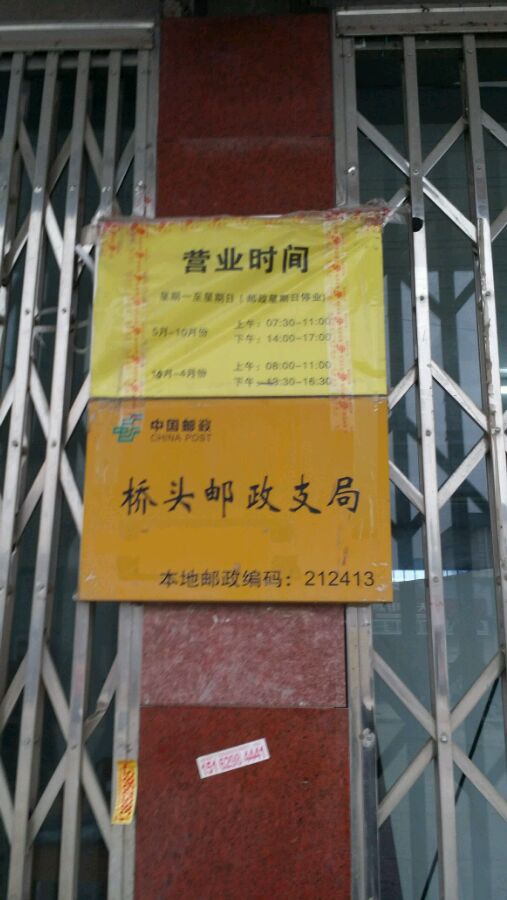 营业时间
星期一至星期日(邮政星期日停业)
5月-10月份
上午:07:30-11:00
下午:14:00-17:00
上午:08:00-11:00
下午:13:30-16:30
中国邮政
CHINA POST
桥头邮政支局
本地邮政编码:212413